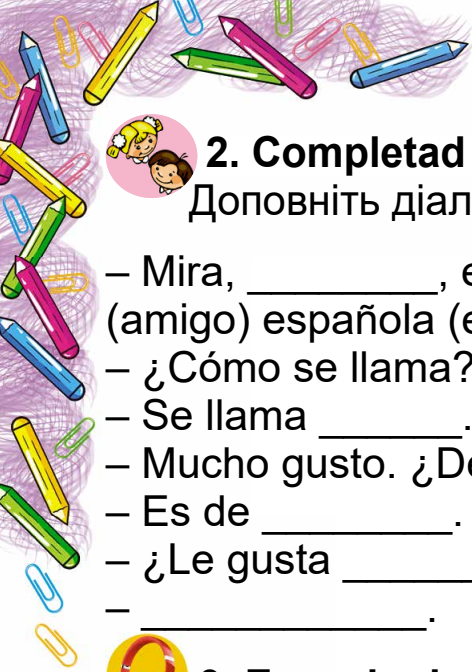 2. Completad
Доповніть діал
– Mira, ________, e
(amigo) española (e
– ¿Cómo se llama?
– Se llama ______.
– Mucho gusto. ¿De
– Es de ________.
– ¿Le gusta ______
– ____________.